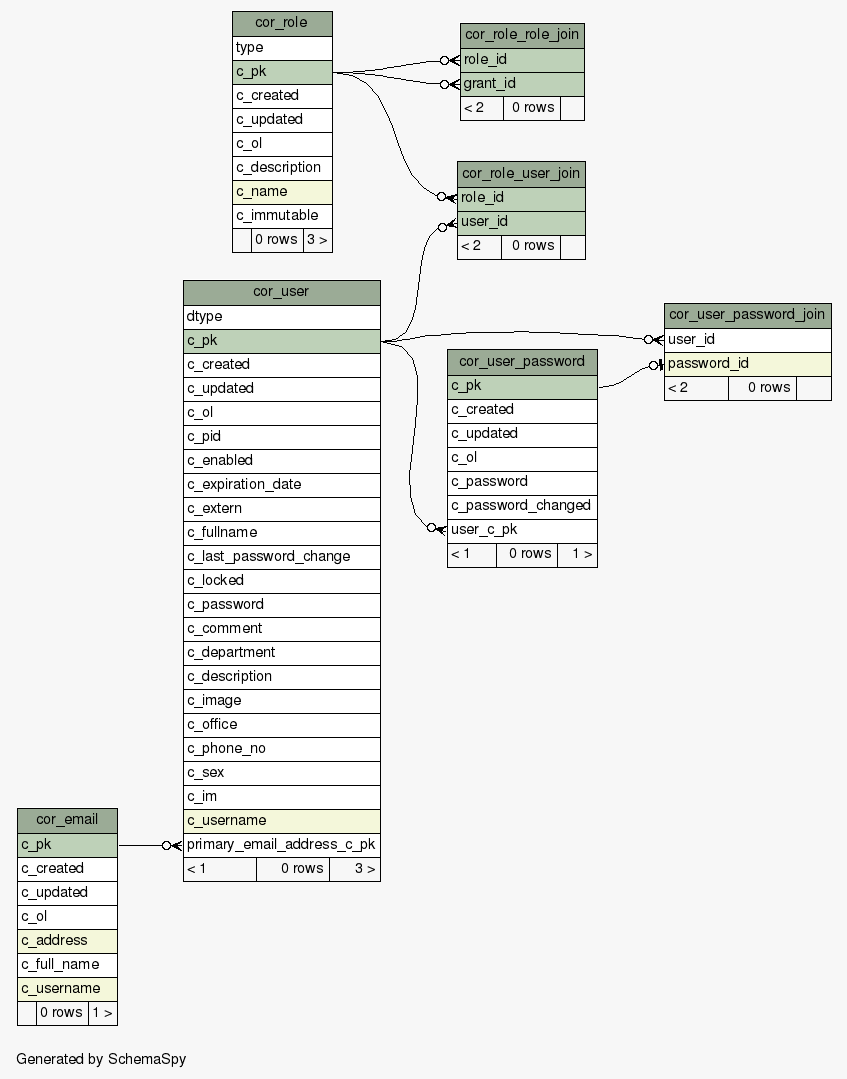 cor_role
type
c_pk
c_created
c_updated
c_ol
c_description
c_name
c_immutable
0 rows 3 >
cor_role_role_join
role_id
grant_id
< 2 0 rows
cor_role_user_join
role_id
user_id
< 2 0 rows
cor_user
dtype
c_pk
c_created
c_updated
c_ol
c_pid
c_enabled
c_expiration_date
c_extern
c_fullname
c_last_password_change
c_locked
c_password
c_comment
c_department
c_description
c_image
c_office
c_phone_no
c_sex
c_im
c_username
primary_email_address_c_pk
< 1 0 rows 3 >
cor_user_password_join
user_id
password_id
< 2 0 rows
cor_user_password
c_pk
c_created
c_updated
c_ol
c_password
c_password_changed
user_c_pk
< 1 0 rows 1 >
cor_email
c_pk
c_created
c_updated
c_ol
c_address
c_full_name
c_username
0 rows 1 >
Generated by SchemaSpy